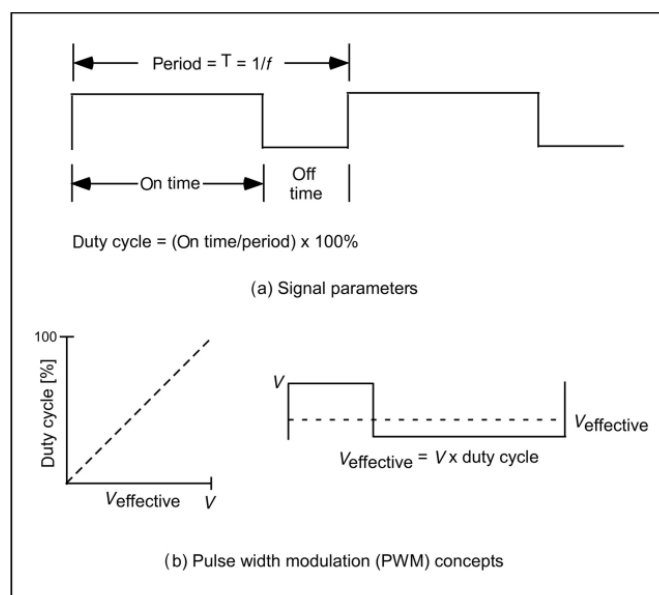 Period = T = 1/f
On time
Off
time
Duty cycle = (On time/period) x 100%
(a) Signal parameters
100
Duty cycle [%]
Veffective
V
V
Veffective
Veffective = V x duty cycle
(b) Pulse width modulation (PWM) concepts